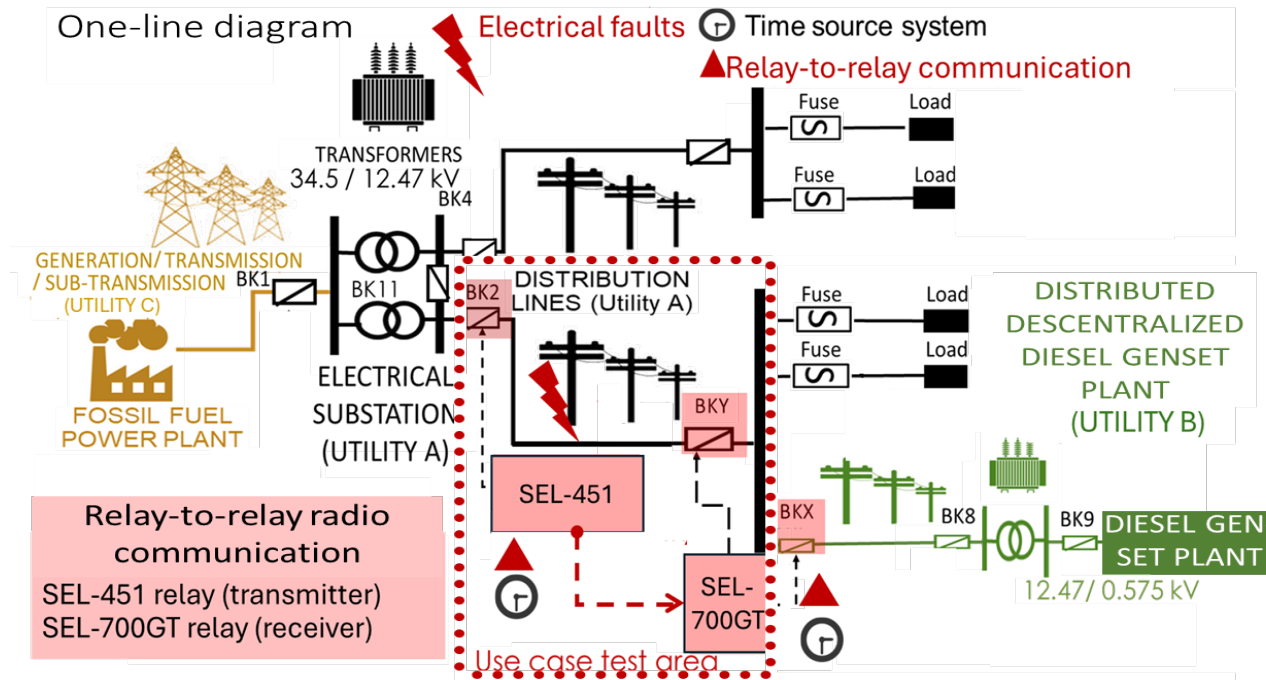 One-line diagram
Electrical faults
Time source system
Relay-to-relay communication
TRANSFORMERS
34.5 / 12.47 kV
BK4
Fuse
Load
Fuse
Load
GENERATION/ TRANSMISSION
/ SUB-TRANSMISSION
(UTILITY C)
BK1
BK11
BK2
DISTRIBUTION
LINES (Utility A)
Fuse
Load
Fuse
Load
DISTRIBUTED
DESCENTRALIZED
DIESEL GENSET
PLANT
(UTILITY B)
FOSSIL FUEL
POWER PLANT
ELECTRICAL
SUBSTATION
(UTILITY A)
BKY
SEL-451
BKX
BK8
BK9
DIESEL GEN
SET PLANT
12.47/ 0.575 kV
Relay-to-relay radio
communication
SEL-451 relay (transmitter)
SEL-700GT relay (receiver)
SEL-
700GT
Use case test area